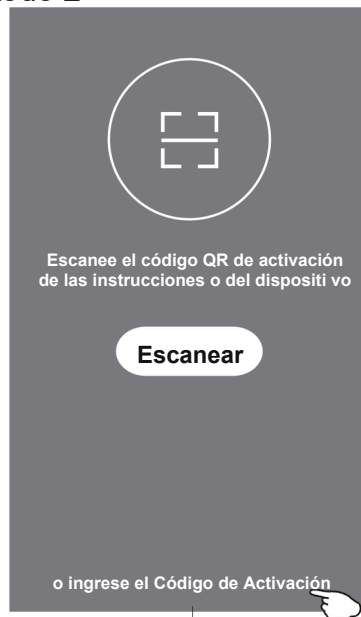 Escanee el código QR de activación
de las instrucciones o del dispositi vo
Escanear
o ingrese el Código de Activación